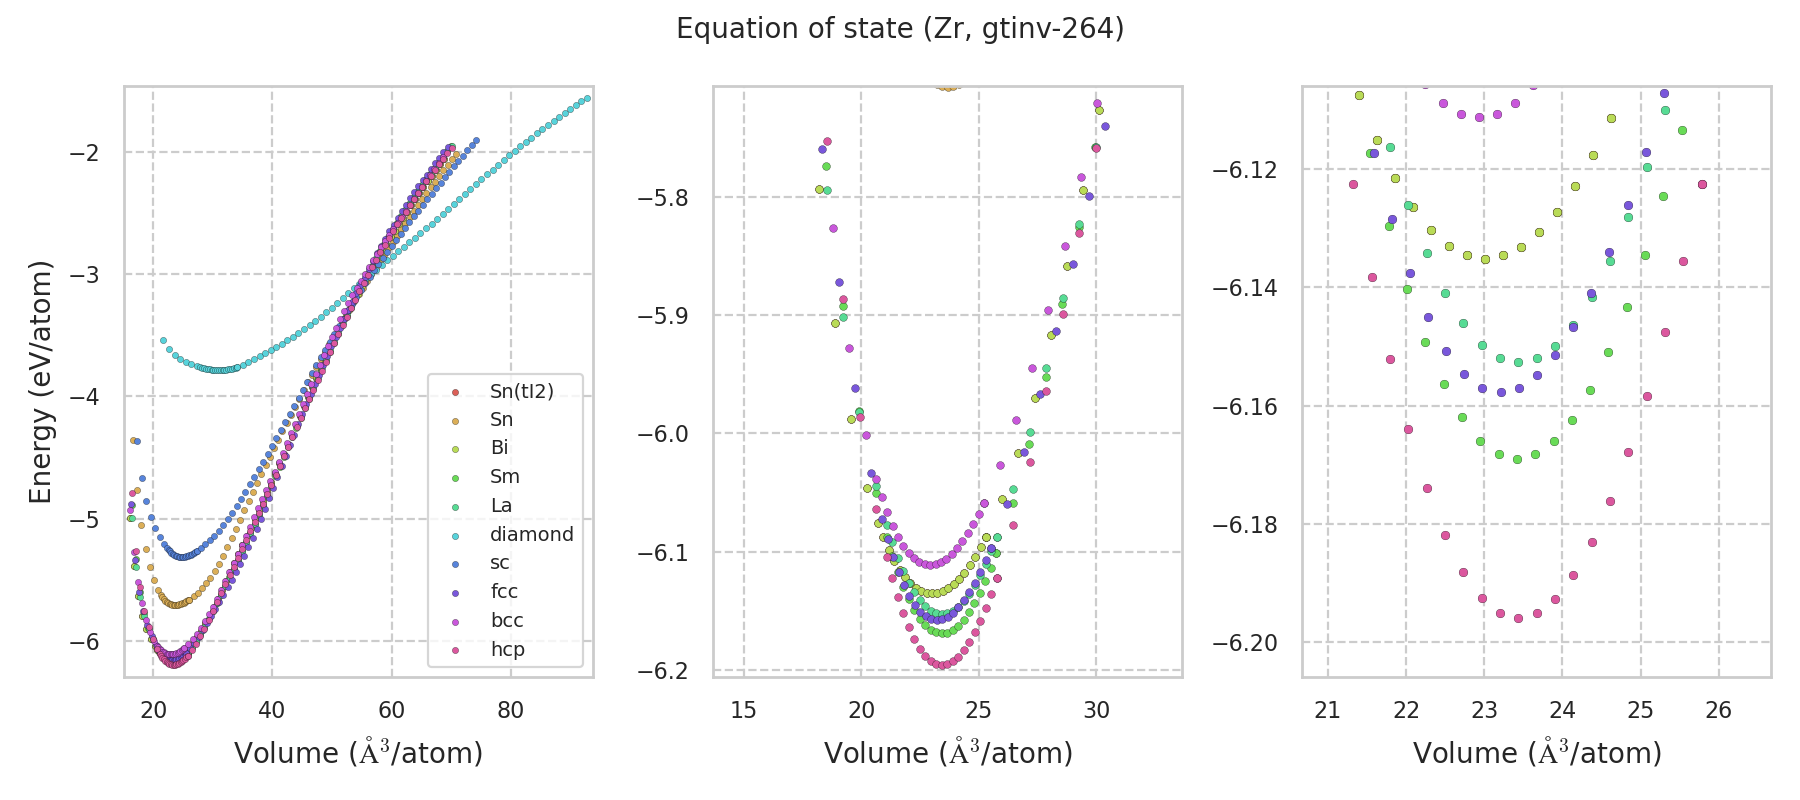 Equation of state (Zr, gtinv-264)
Energy (eV/atom)
−2
−3
−4
−5
−6
20
40
60
80
Volume (Å³/atom)
Sn(tI2)
Sn
Bi
Sm
La
diamond
sc
fcc
bcc
hcp
−5.8
−5.9
−6.0
−6.1
−6.2
15
20
25
30
Volume (Å³/atom)
−6.12
−6.14
−6.16
−6.18
−6.20
21
22
23
24
25
26
Volume (Å³/atom)